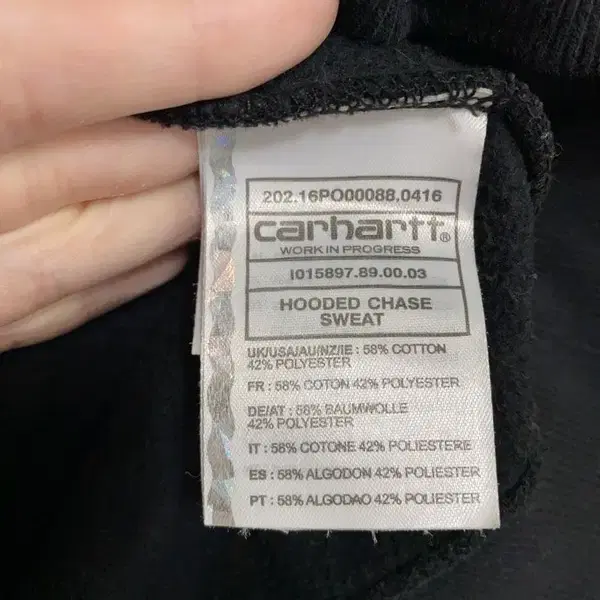 202.16PO00088.0416
carhartt®
WORK IN PROGRESS
I015897.89.00.03
HOODED CHASE
SWEAT
UK/USA/AU/NZ/IE : 58% COTTON
42% POLYESTER
FR : 58% COTON 42% POLYESTER
DE/AT : 58% BAUMWOLLE
42% POLYESTER
IT : 58% COTONE 42% POLIESTERE
ES : 58% ALGODON 42% POLIESTER
PT : 58% ALGODAO 42% POLIESTER